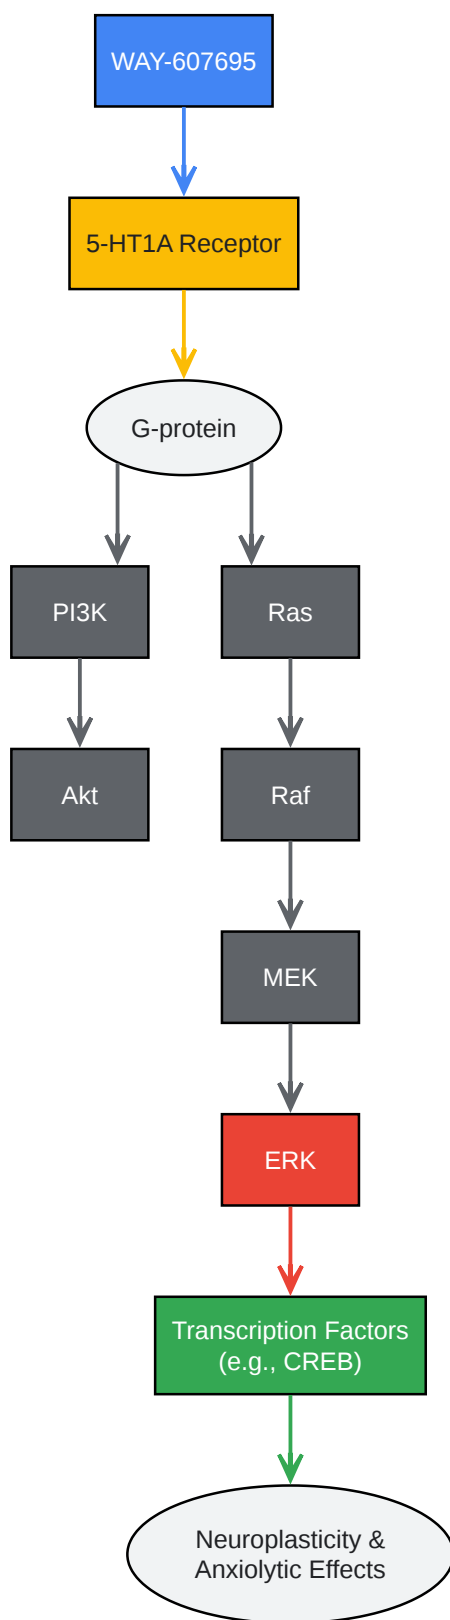 WAY-607695
5-HT1A Receptor
G-protein
PI3K
Ras
Akt
Raf
MEK
ERK
Transcription Factors
(e.g., CREB)
Neuroplasticity &
Anxiolytic Effects